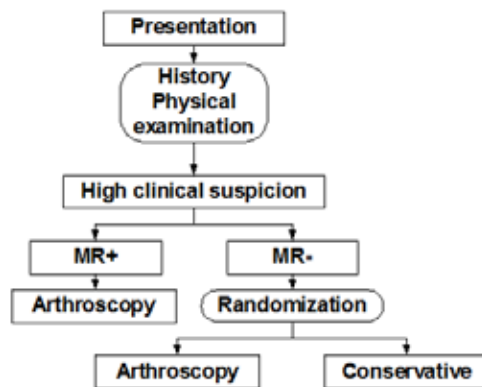 Presentation
History
Physical
examination
High clinical suspicion
MR+
MR-
Arthroscopy
Randomization
Arthroscopy
Conservative